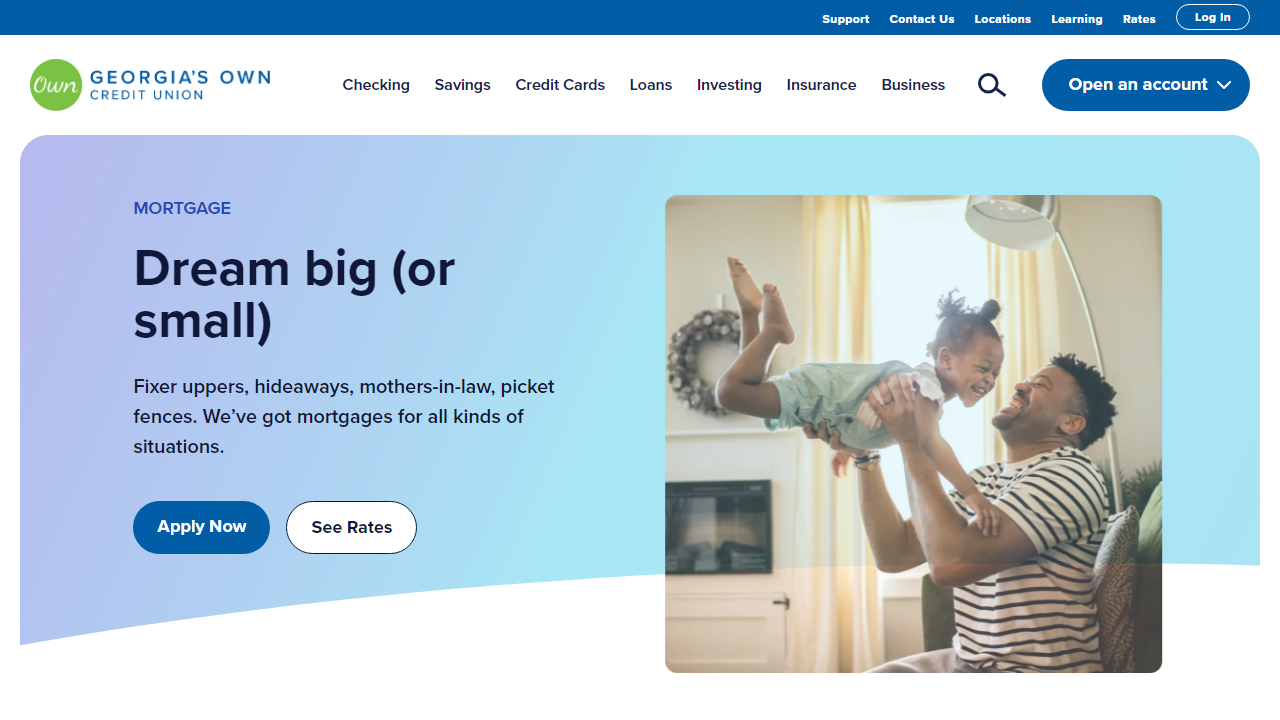 Support Contact Us Locations Learning Rates Log In
Own GEORGIA'S OWN
CREDIT UNION
Checking Savings Credit Cards Loans Investing Insurance Business Open an account
MORTGAGE
Dream big (or
small)
Fixer uppers, hideaways, mothers-in-law, picket
fences. We’ve got mortgages for all kinds of
situations.
Apply Now See Rates